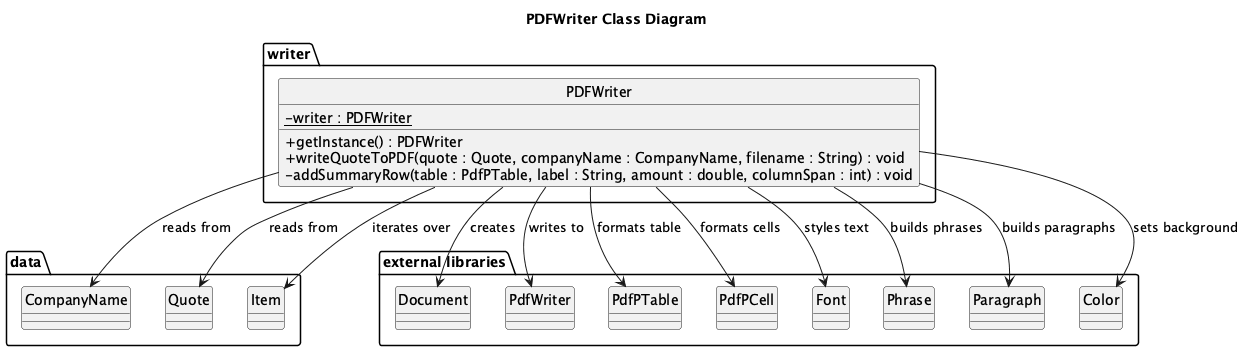 PDFWriter Class Diagram
writer
PDFWriter
-writer : PDFWriter
+getInstance() : PDFWriter
+writeQuoteToPDF(quote : Quote, companyName : CompanyName, filename : String) : void
-addSummaryRow(table : PdfPTable, label : String, amount : double, columnSpan : int) : void
reads from
reads from
iterates over
creates
writes to
formats table
formats cells
styles text
builds phrases
builds paragraphs
sets background
data
CompanyName
Quote
Item
external libraries
Document
PdfWriter
PdfPTable
PdfPCell
Font
Phrase
Paragraph
Color